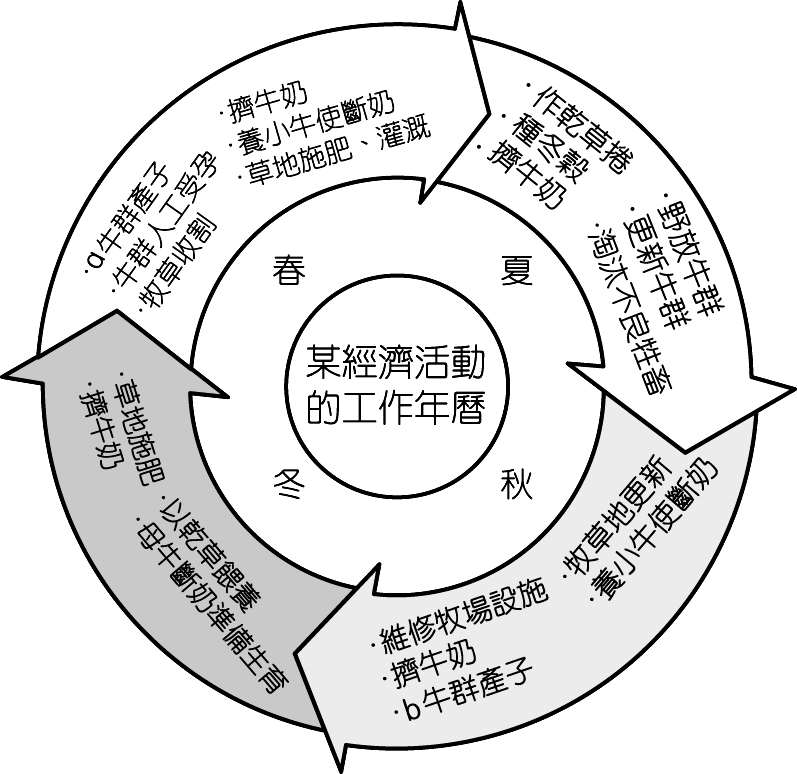 某經濟活動
的工作年曆
春
‧a牛群產子
‧牛群人工受孕
‧牧草收割
‧擠牛奶
‧養小牛使斷奶
‧草地施肥、灌溉
夏
‧作乾草捲
‧種冬穀
‧擠牛奶
‧野放牛群
‧更新牛群
‧淘汰不良牲畜
秋
‧牧草地更新
‧養小牛使斷奶
‧維修牧場設施
‧擠牛奶
‧b牛群產子
冬
‧以乾草餵養
‧母牛斷奶準備生育
‧草地施肥
‧擠牛奶